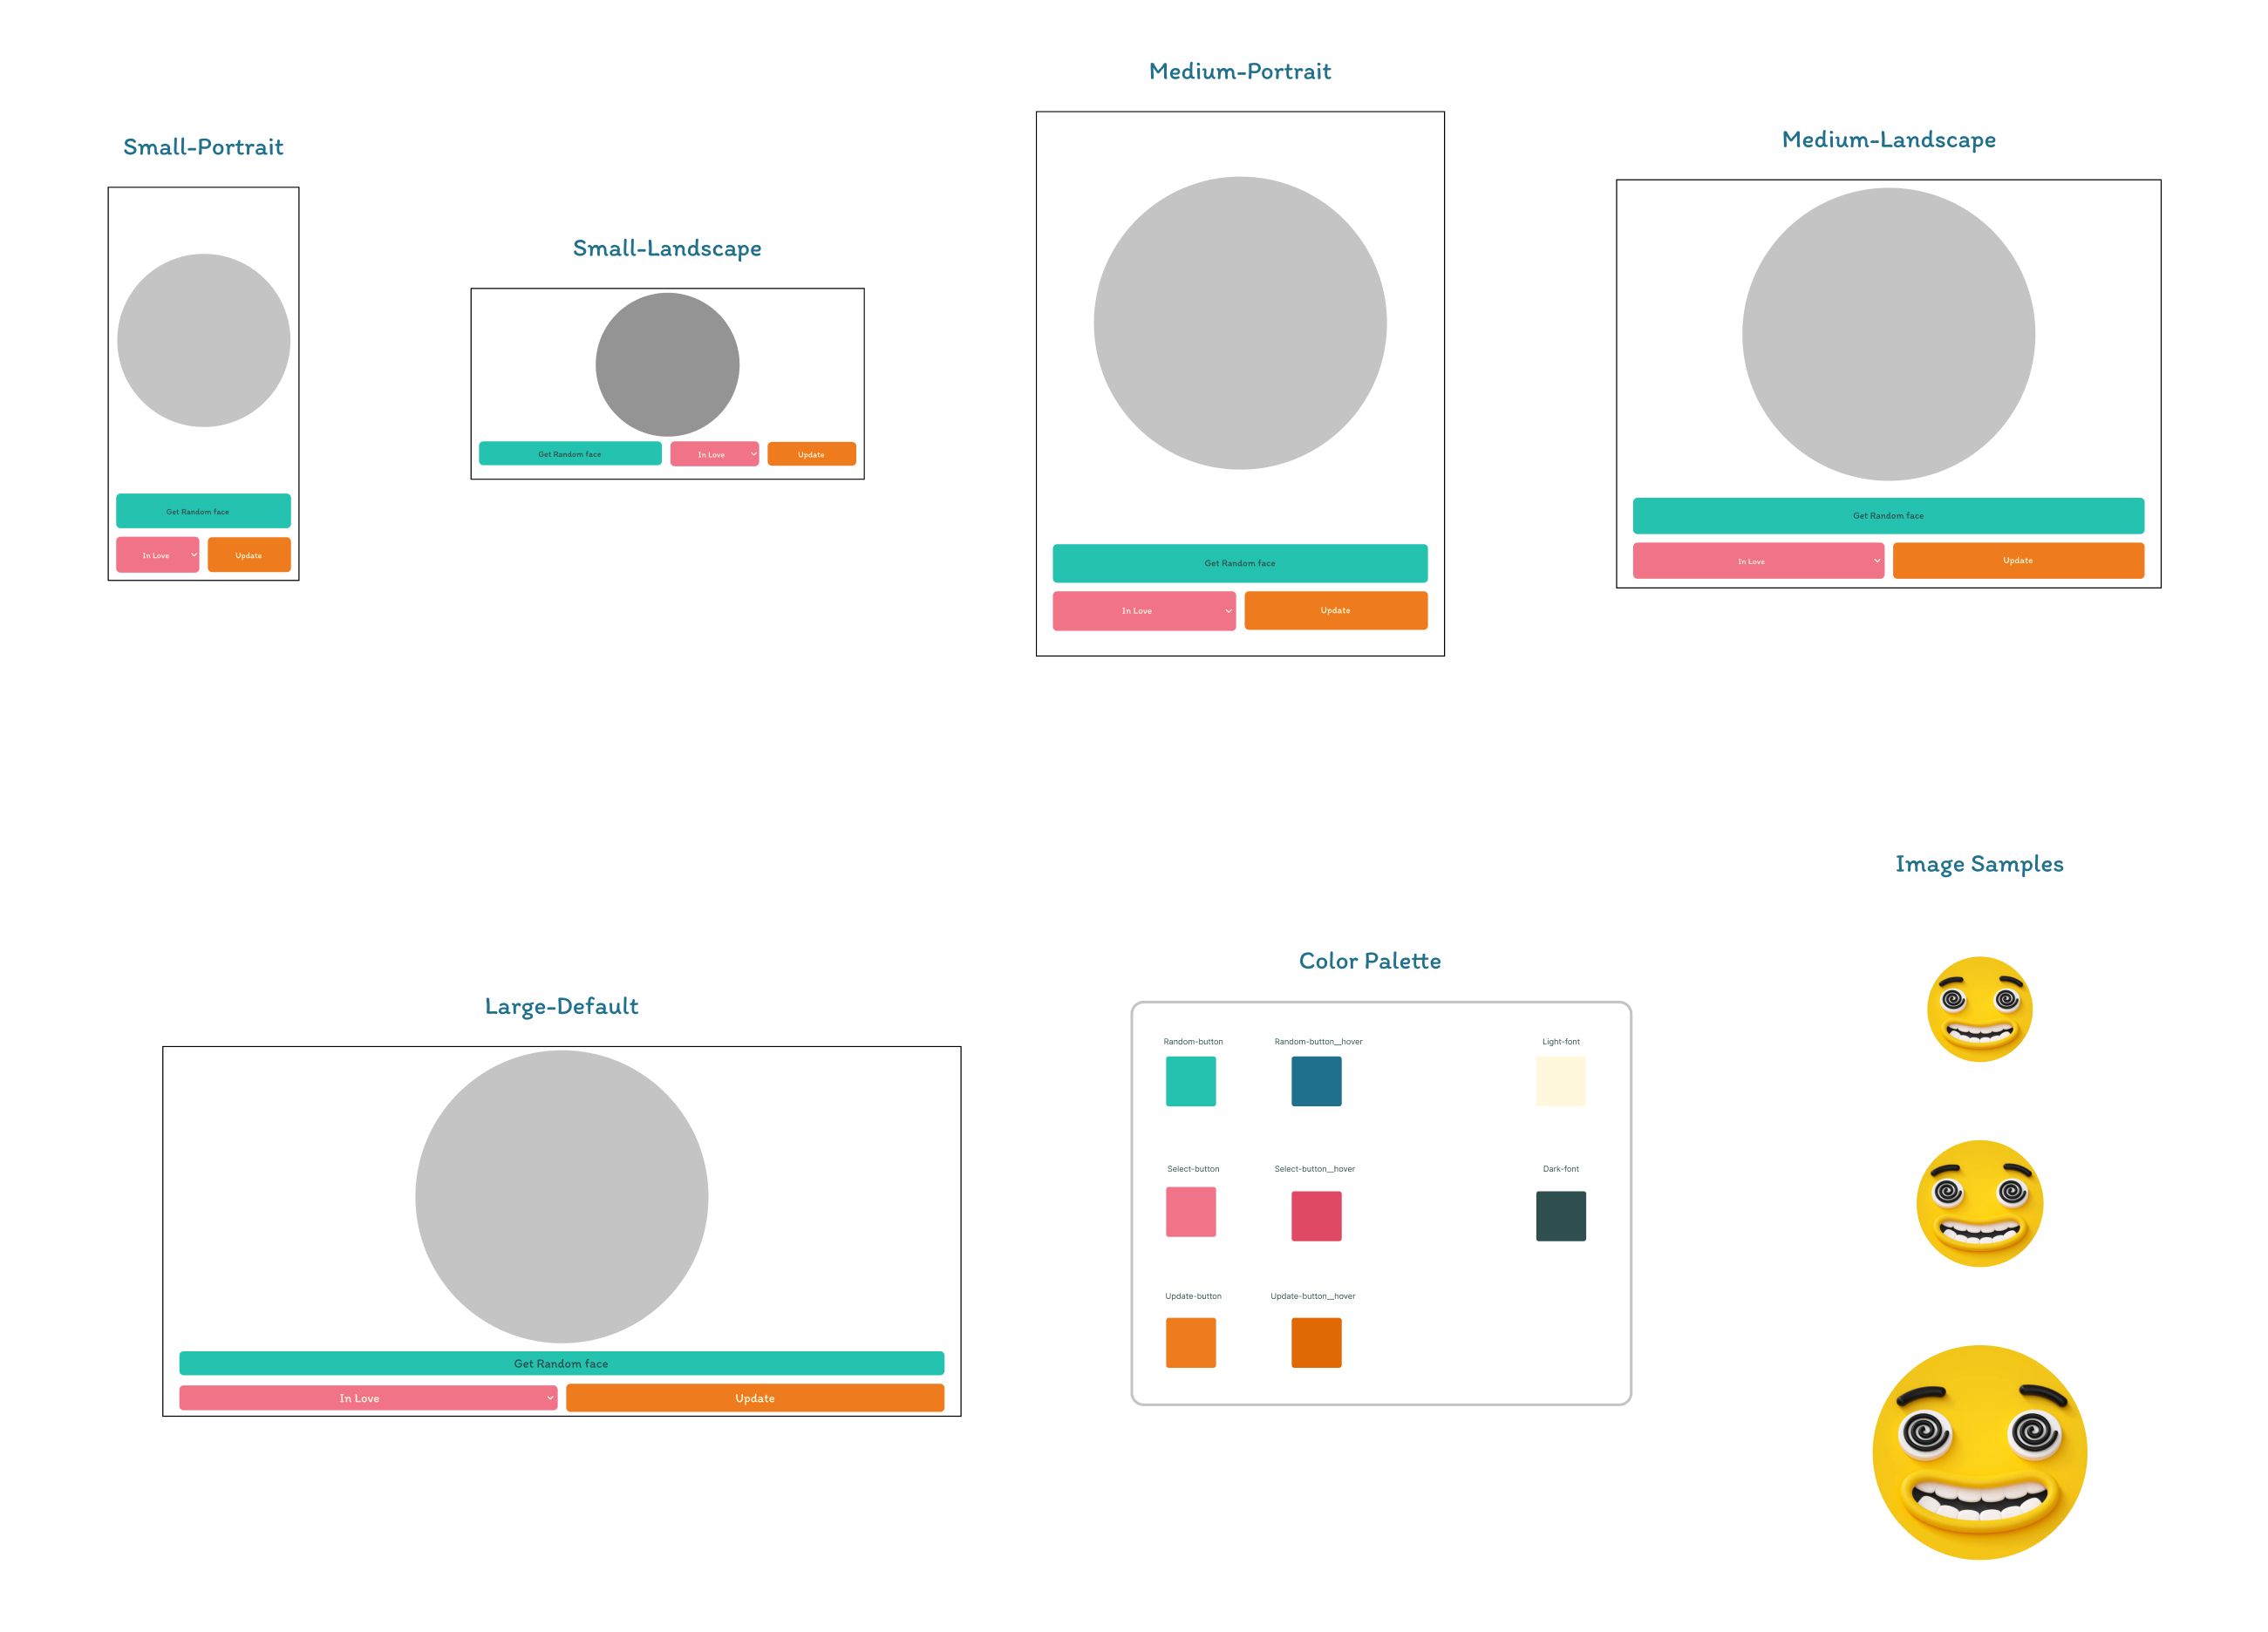 Small-Portrait
Get Random face
In Love
Update
Small-Landscape
Get Random face
In Love
Update
Medium-Portrait
Get Random face
In Love
Update
Medium-Landscape
Get Random face
In Love
Update
Large-Default
Get Random face
In Love
Update
Color Palette
Random-button
Random-button__hover
Light-font
Select-button
Select-button__hover
Dark-font
Update-button
Update-button__hover
Image Samples